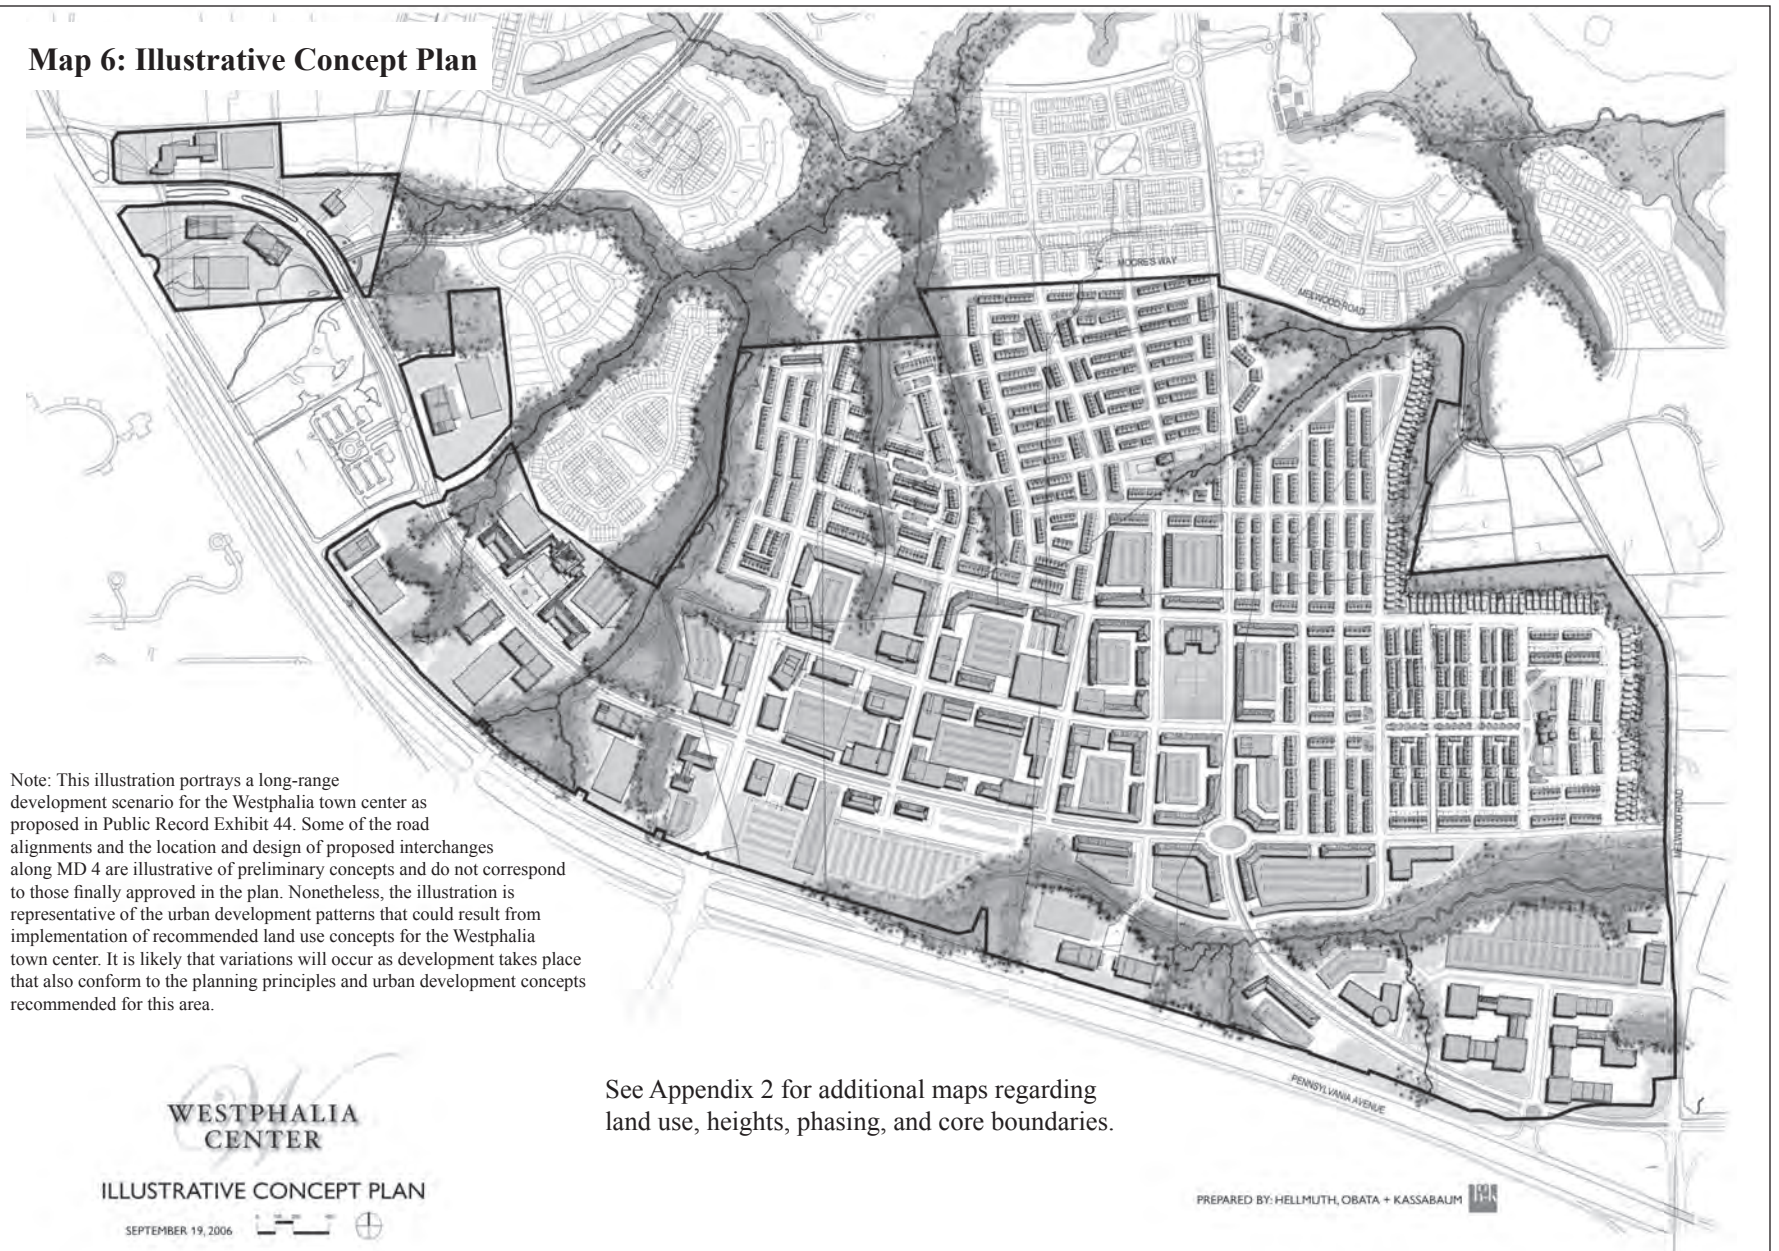 Map 6: Illustrative Concept Plan
MOORE'S WAY
MELWOOD ROAD
Note: This illustration portrays a long-range
development scenario for the Westphalia town center as
proposed in Public Record Exhibit 44. Some of the road
alignments and the location and design of proposed interchanges
along MD 4 are illustrative of preliminary concepts and do not correspond
to those finally approved in the plan. Nonetheless, the illustration is
representative of the urban development patterns that could result from
implementation of recommended land use concepts for the Westphalia
town center. It is likely that variations will occur as development takes place
that also conform to the planning principles and urban development concepts
recommended for this area.
MELWOOD ROAD
See Appendix 2 for additional maps regarding
land use, heights, phasing, and core boundaries.
PENNSYLVANIA AVENUE
W
WESTPHALIA
CENTER
ILLUSTRATIVE CONCEPT PLAN
SEPTEMBER 19, 2006
PREPARED BY: HELLMUTH, OBATA + KASSABAUM